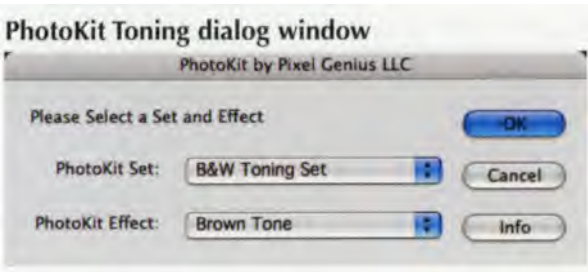 PhotoKit Toning dialog window
PhotoKit by Pixel Genius LLC
Please Select a Set and Effect
OK
PhotoKit Set: B&W Toning Set
Cancel
PhotoKit Effect: Brown Tone
Info